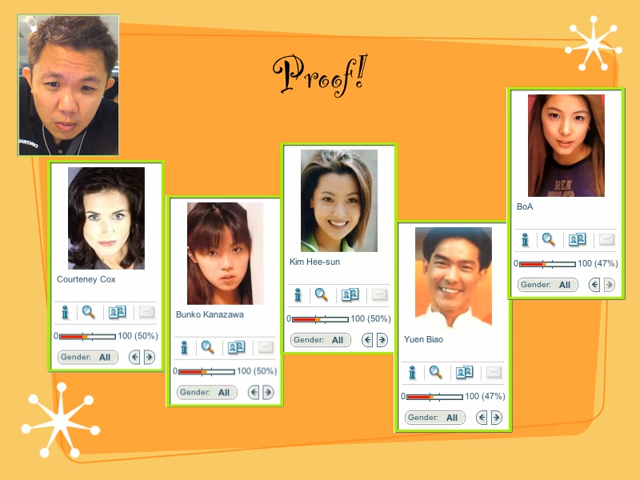 Proof!
Courteney Cox
0 100 (50%)
Gender: All
Bunko Kanazawa
0 100 (50%)
Gender: All
Kim Hee-sun
0 100 (50%)
Gender: All
Yuen Biao
0 100 (47%)
Gender: All
BoA
0 100 (47%)
Gender: All